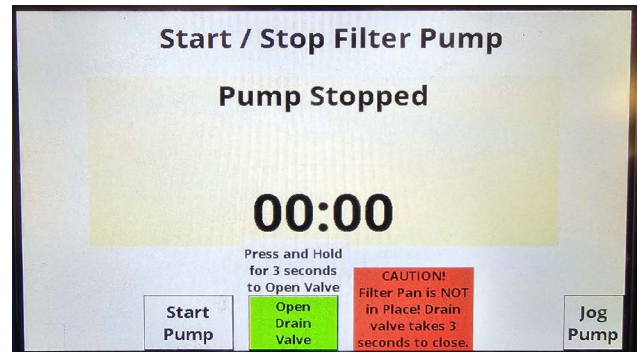 Start / Stop Filter Pump
Pump Stopped
00:00
Press and Hold
for 3 seconds
to Open Valve
Start
Pump
Open
Drain
Valve
CAUTION!
Filter Pan is NOT
in Place! Drain
valve takes 3
seconds to close.
Jog
Pump